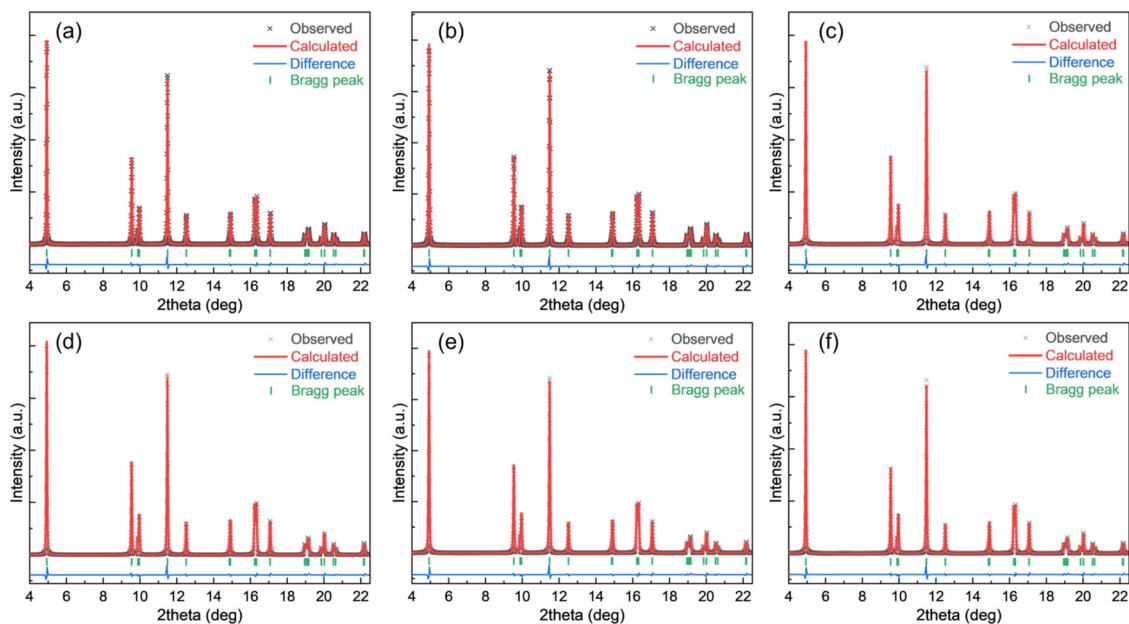 (a)
Observed
Calculated
Difference
Bragg peak
Intensity (a.u.)
4 6 8 10 12 14 16 18 20 22
2theta (deg)
(b)
Observed
Calculated
Difference
Bragg peak
Intensity (a.u.)
4 6 8 10 12 14 16 18 20 22
2theta (deg)
(c)
Observed
Calculated
Difference
Bragg peak
Intensity (a.u.)
4 6 8 10 12 14 16 18 20 22
2theta (deg)
(d)
Observed
Calculated
Difference
Bragg peak
Intensity (a.u.)
4 6 8 10 12 14 16 18 20 22
2theta (deg)
(e)
Observed
Calculated
Difference
Bragg peak
Intensity (a.u.)
4 6 8 10 12 14 16 18 20 22
2theta (deg)
(f)
Observed
Calculated
Difference
Bragg peak
Intensity (a.u.)
4 6 8 10 12 14 16 18 20 22
2theta (deg)